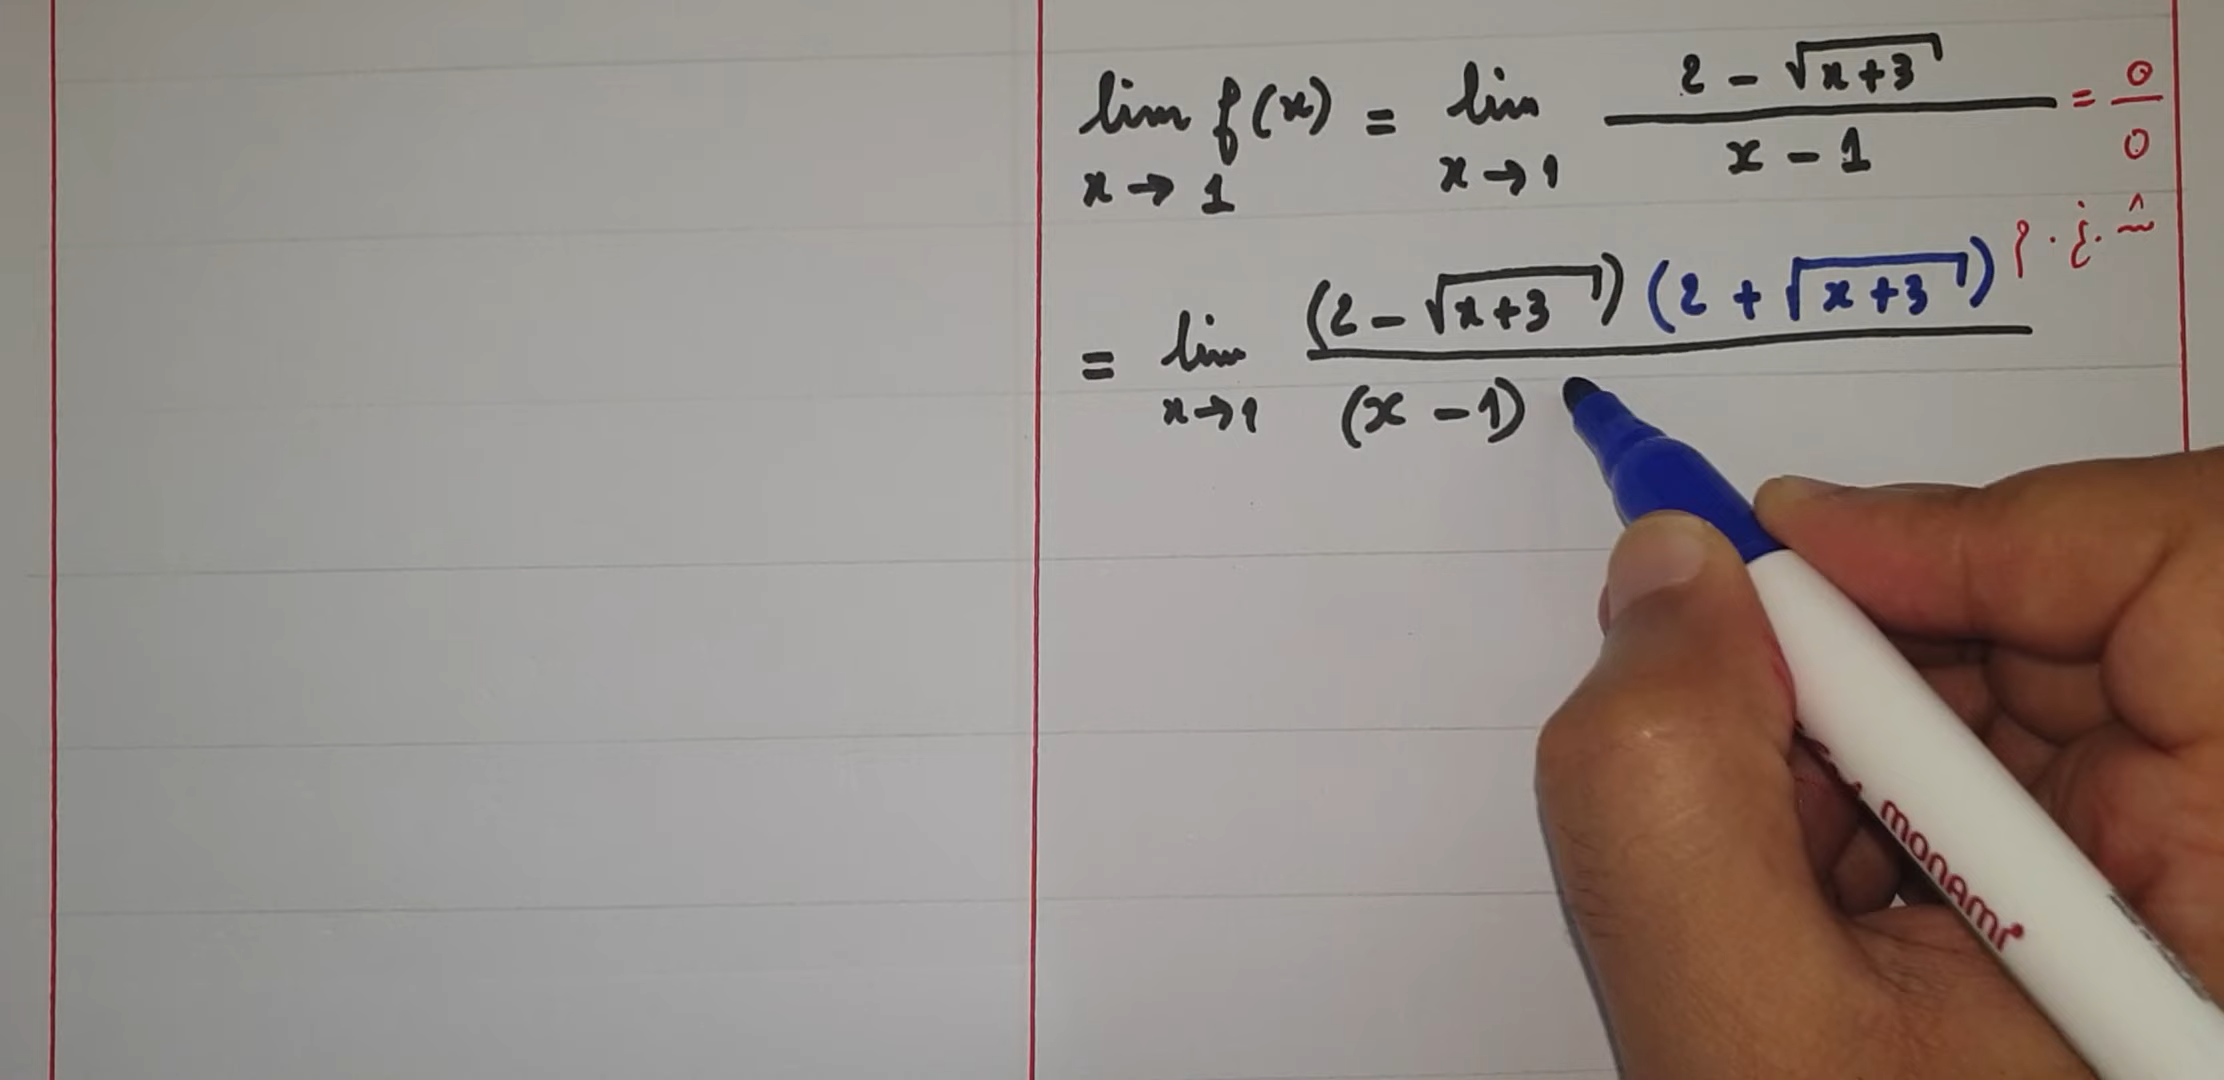 lim f(x) = lim (2 - √(x+3)) / (x - 1) = 0/0
x → 1 x → 1
= lim (2 - √(x+3)) (2 + √(x+3)) / (x - 1)
x → 1
monami